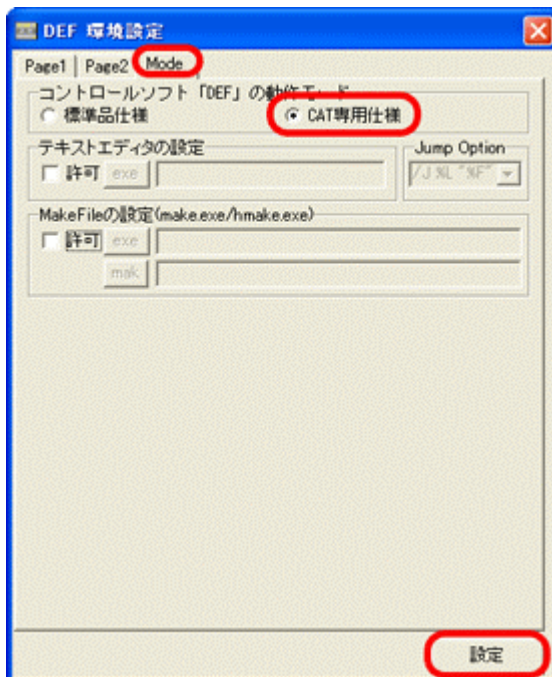 DEF 環境設定
Page1 Page2 Mode
コントロールソフト「DEF」の動作モード
標準品仕様 CAT専用仕様
テキストエディタの設定 Jump Option
許可 exe /J %L "%F"
MakeFileの設定(make.exe/hmake.exe)
許可 exe
mak
設定